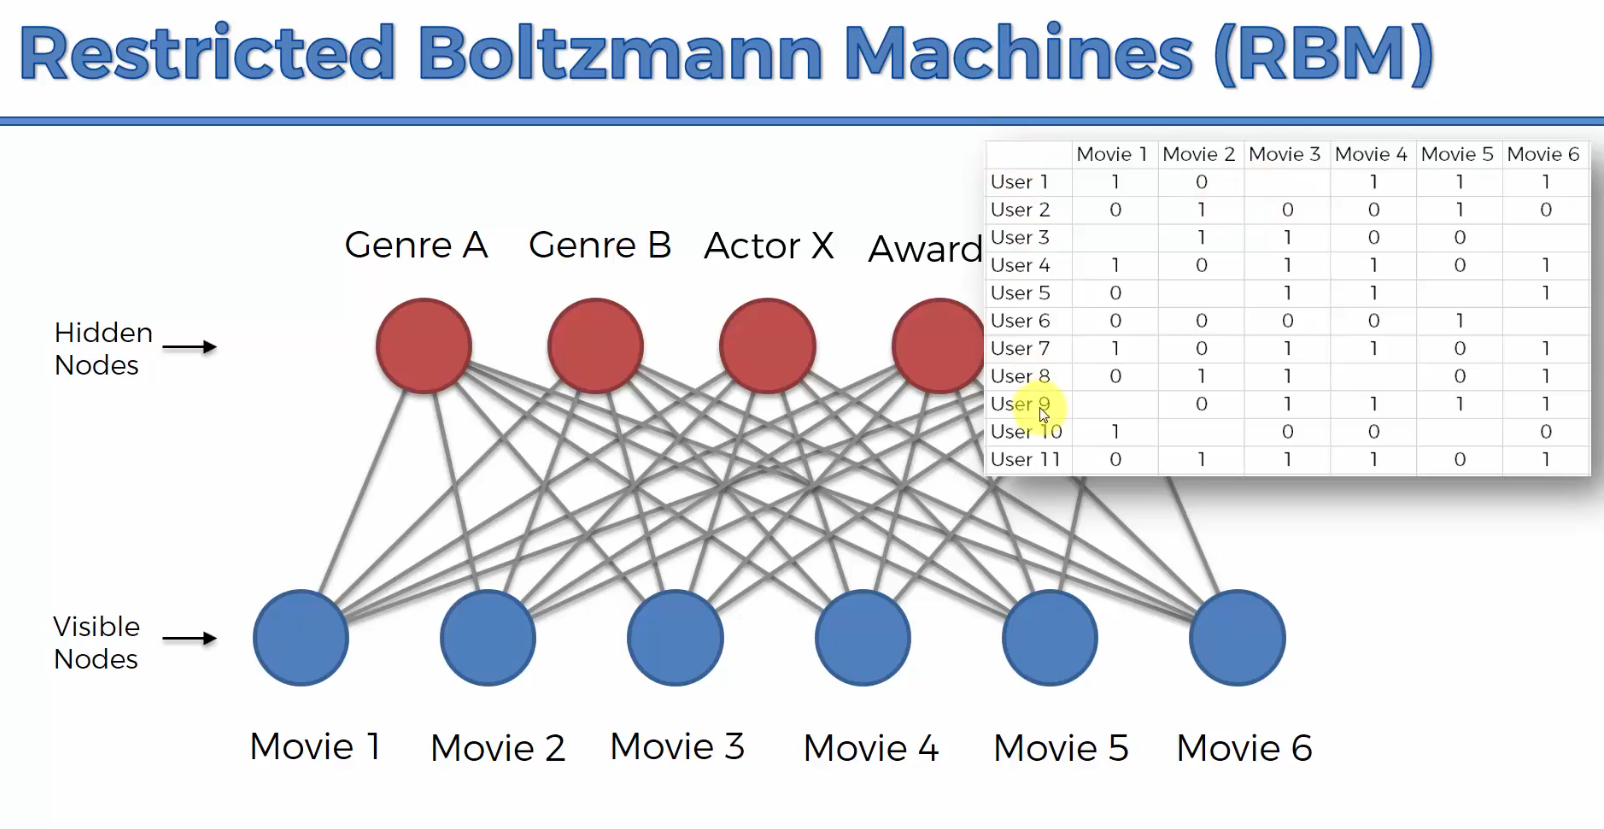 Restricted Boltzmann Machines (RBM)
Movie 1 Movie 2 Movie 3 Movie 4 Movie 5 Movie 6
User 1 1 0 1 1 1
User 2 0 1 0 0 1 0
User 3 1 1 0 0
User 4 1 0 1 1 0 1
User 5 0 1 1 1
User 6 0 0 0 0 1
User 7 1 0 1 1 0 1
User 8 0 1 1 0 1
User 9 0 1 1 1 1
User 10 1 0 0 0
User 11 0 1 1 1 0 1
Genre A Genre B Actor X Award
Hidden
Nodes
Visible
Nodes
Movie 1 Movie 2 Movie 3 Movie 4 Movie 5 Movie 6